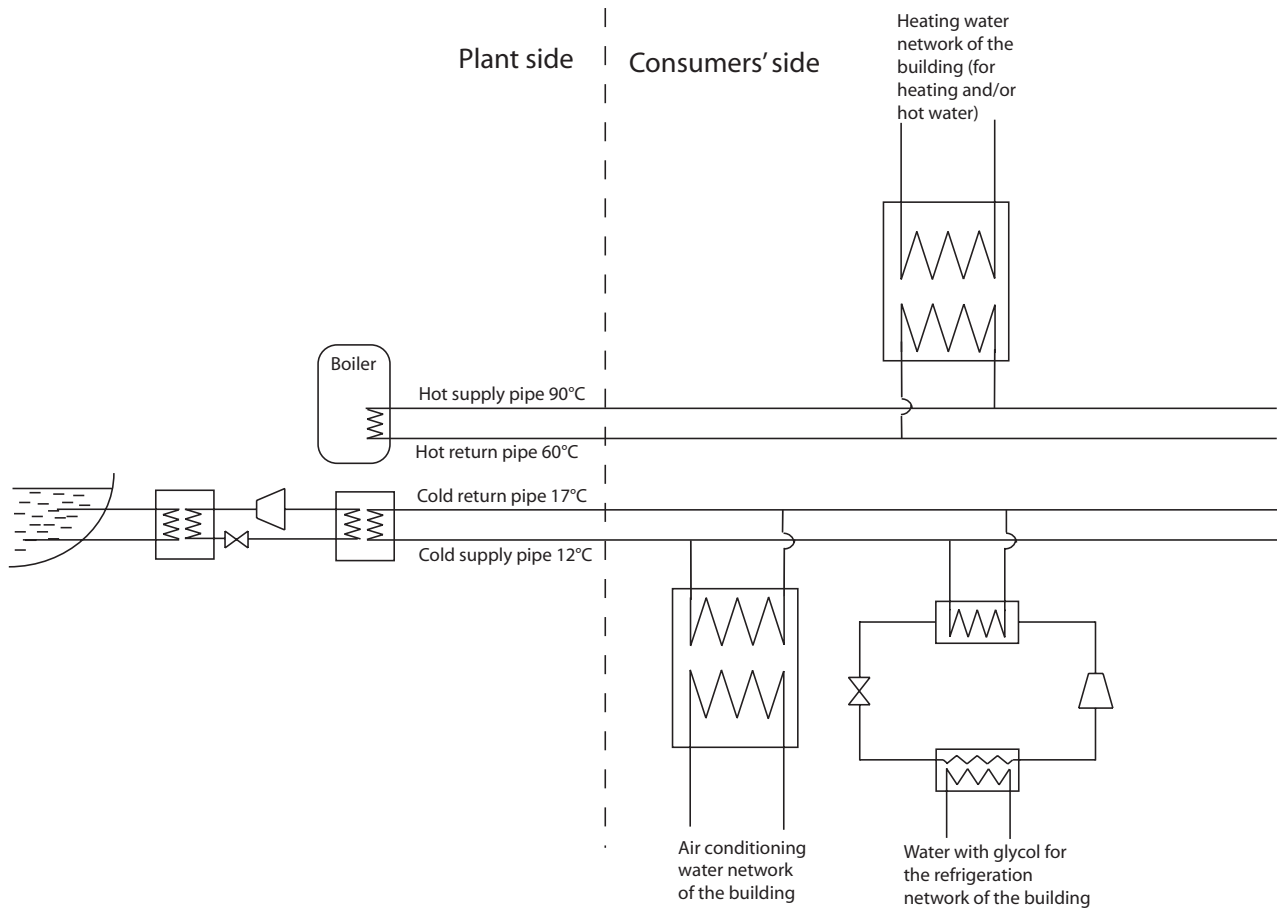 Heating water
network of the
building (for
heating and/or
hot water)
Plant side
Consumers’ side
Boiler
Hot supply pipe 90°C
Hot return pipe 60°C
Cold return pipe 17°C
Cold supply pipe 12°C
Air conditioning
water network
of the building
Water with glycol for
the refrigeration
network of the building